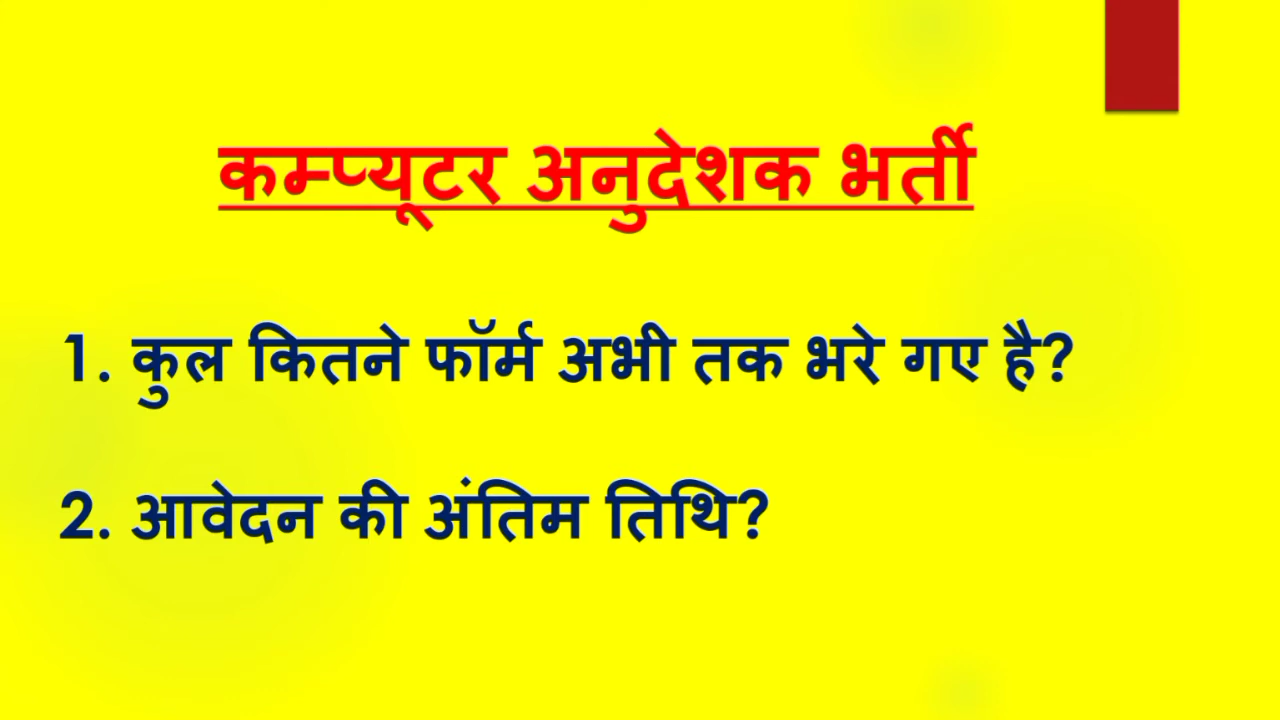 कम्प्यूटर अनुदेशक भर्ती
1. कुल कितने फॉर्म अभी तक भरे गए है?
2. आवेदन की अंतिम तिथि?